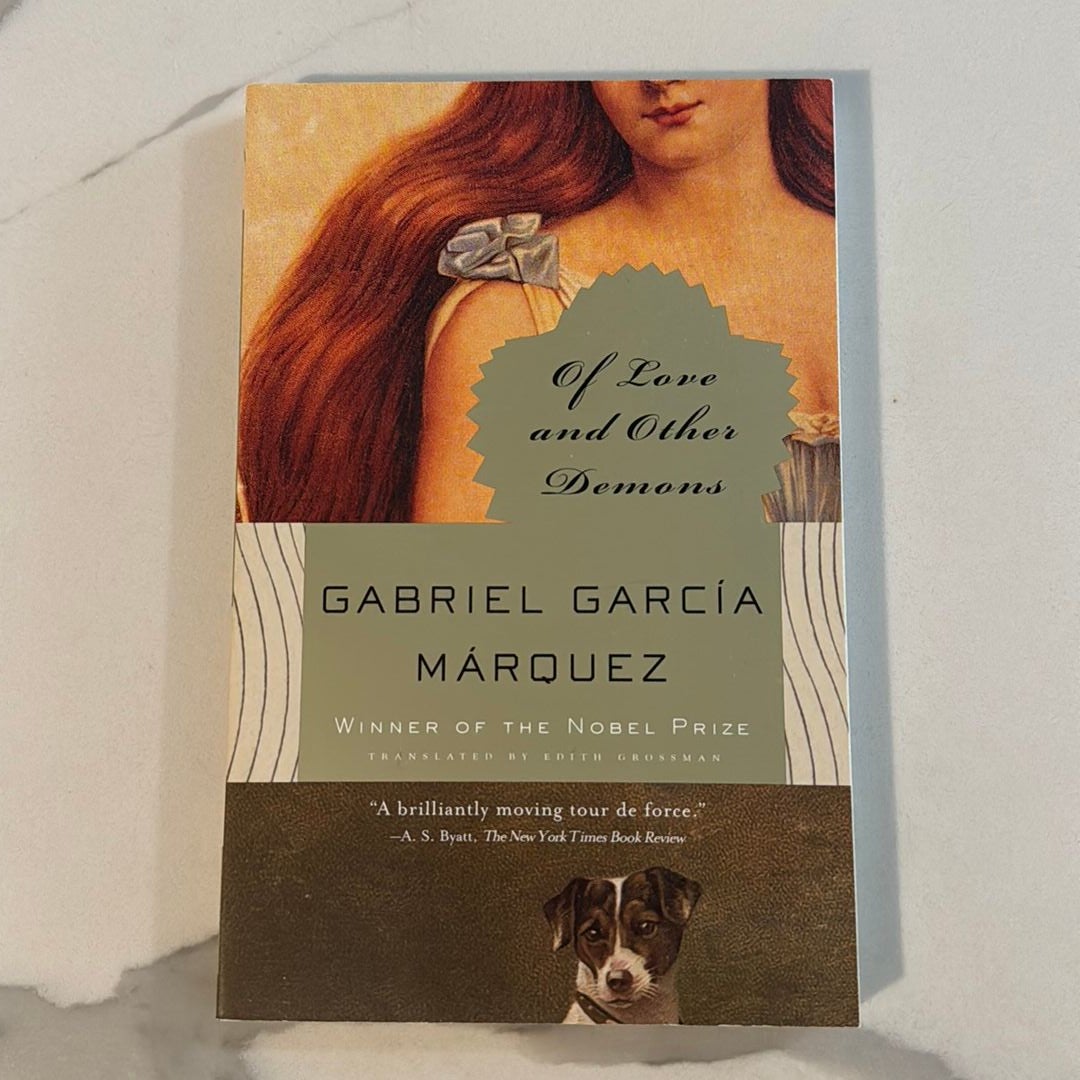 Of Love
and Other
Demons
GABRIEL GARCÍA
MÁRQUEZ
WINNER OF THE NOBEL PRIZE
TRANSLATED BY EDITH GROSSMAN
“A brilliantly moving tour de force.”
—A. S. Byatt, The New York Times Book Review